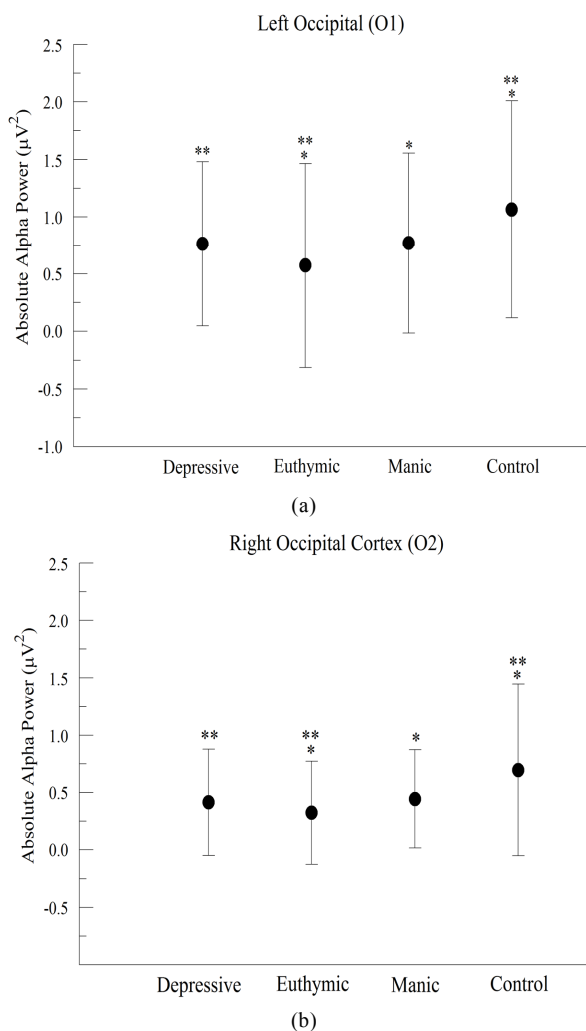 Left Occipital (O1)
Absolute Alpha Power (µV²)
2.5
2.0
1.5
1.0
0.5
0.0
-0.5
-1.0
** ** * * ** *
Depressive Euthymic Manic Control
(a)
Right Occipital Cortex (O2)
Absolute Alpha Power (µV²)
2.5
2.0
1.5
1.0
0.5
0.0
-0.5
** ** * * ** *
Depressive Euthymic Manic Control
(b)